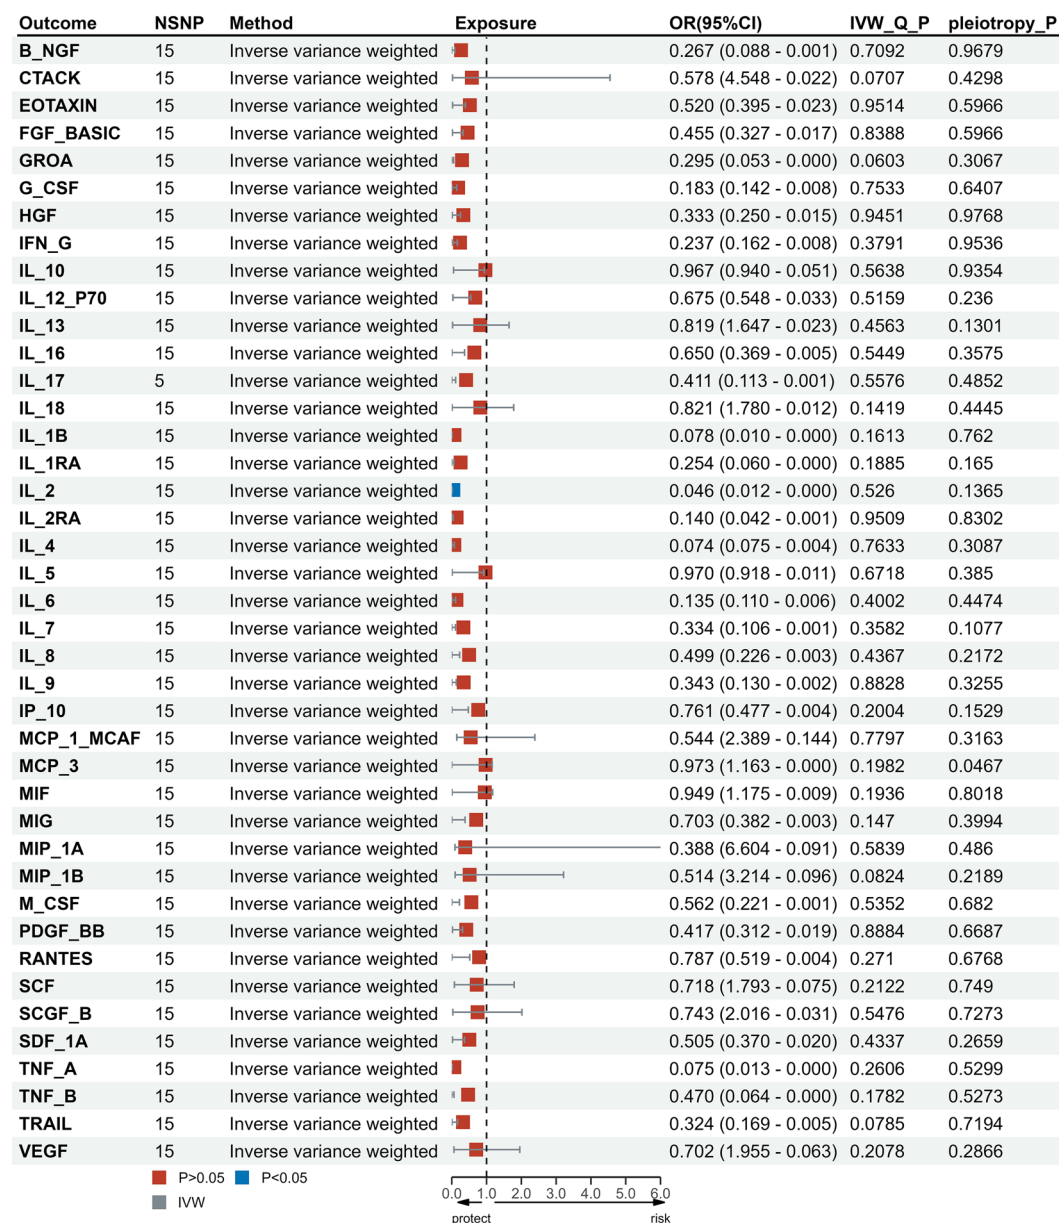 Outcome NSNP Method Exposure OR(95%CI) IVW_Q_P pleiotropy_P
B_NGF 15 Inverse variance weighted 0.267 (0.088 - 0.001) 0.7092 0.9679
CTACK 15 Inverse variance weighted 0.578 (4.548 - 0.022) 0.0707 0.4298
EOTAXIN 15 Inverse variance weighted 0.520 (0.395 - 0.023) 0.9514 0.5966
FGF_BASIC 15 Inverse variance weighted 0.455 (0.327 - 0.017) 0.8388 0.5966
GROA 15 Inverse variance weighted 0.295 (0.053 - 0.000) 0.0603 0.3067
G_CSF 15 Inverse variance weighted 0.183 (0.142 - 0.008) 0.7533 0.6407
HGF 15 Inverse variance weighted 0.333 (0.250 - 0.015) 0.9451 0.9768
IFN_G 15 Inverse variance weighted 0.237 (0.162 - 0.008) 0.3791 0.9536
IL_10 15 Inverse variance weighted 0.967 (0.940 - 0.051) 0.5638 0.9354
IL_12_P70 15 Inverse variance weighted 0.675 (0.548 - 0.033) 0.5159 0.236
IL_13 15 Inverse variance weighted 0.819 (1.647 - 0.023) 0.4563 0.1301
IL_16 15 Inverse variance weighted 0.650 (0.369 - 0.005) 0.5449 0.3575
IL_17 5 Inverse variance weighted 0.411 (0.113 - 0.001) 0.5576 0.4852
IL_18 15 Inverse variance weighted 0.821 (1.780 - 0.012) 0.1419 0.4445
IL_1B 15 Inverse variance weighted 0.078 (0.010 - 0.000) 0.1613 0.762
IL_1RA 15 Inverse variance weighted 0.254 (0.060 - 0.000) 0.1885 0.165
IL_2 15 Inverse variance weighted 0.046 (0.012 - 0.000) 0.526 0.1365
IL_2RA 15 Inverse variance weighted 0.140 (0.042 - 0.001) 0.9509 0.8302
IL_4 15 Inverse variance weighted 0.074 (0.075 - 0.004) 0.7633 0.3087
IL_5 15 Inverse variance weighted 0.970 (0.918 - 0.011) 0.6718 0.385
IL_6 15 Inverse variance weighted 0.135 (0.110 - 0.006) 0.4002 0.4474
IL_7 15 Inverse variance weighted 0.334 (0.106 - 0.001) 0.3582 0.1077
IL_8 15 Inverse variance weighted 0.499 (0.226 - 0.003) 0.4367 0.2172
IL_9 15 Inverse variance weighted 0.343 (0.130 - 0.002) 0.8828 0.3255
IP_10 15 Inverse variance weighted 0.761 (0.477 - 0.004) 0.2004 0.1529
MCP_1_MCAF 15 Inverse variance weighted 0.544 (2.389 - 0.144) 0.7797 0.3163
MCP_3 15 Inverse variance weighted 0.973 (1.163 - 0.000) 0.1982 0.0467
MIF 15 Inverse variance weighted 0.949 (1.175 - 0.009) 0.1936 0.8018
MIG 15 Inverse variance weighted 0.703 (0.382 - 0.003) 0.147 0.3994
MIP_1A 15 Inverse variance weighted 0.388 (6.604 - 0.091) 0.5839 0.486
MIP_1B 15 Inverse variance weighted 0.514 (3.214 - 0.096) 0.0824 0.2189
M_CSF 15 Inverse variance weighted 0.562 (0.221 - 0.001) 0.5352 0.682
PDGF_BB 15 Inverse variance weighted 0.417 (0.312 - 0.019) 0.8884 0.6687
RANTES 15 Inverse variance weighted 0.787 (0.519 - 0.004) 0.271 0.6768
SCF 15 Inverse variance weighted 0.718 (1.793 - 0.075) 0.2122 0.749
SCGF_B 15 Inverse variance weighted 0.743 (2.016 - 0.031) 0.5476 0.7273
SDF_1A 15 Inverse variance weighted 0.505 (0.370 - 0.020) 0.4337 0.2659
TNF_A 15 Inverse variance weighted 0.075 (0.013 - 0.000) 0.2606 0.5299
TNF_B 15 Inverse variance weighted 0.470 (0.064 - 0.000) 0.1782 0.5273
TRAIL 15 Inverse variance weighted 0.324 (0.169 - 0.005) 0.0785 0.7194
VEGF 15 Inverse variance weighted 0.702 (1.955 - 0.063) 0.2078 0.2866
P>0.05 P<0.05
IVW
0.0 1.0 2.0 3.0 4.0 5.0 6.0
protect risk